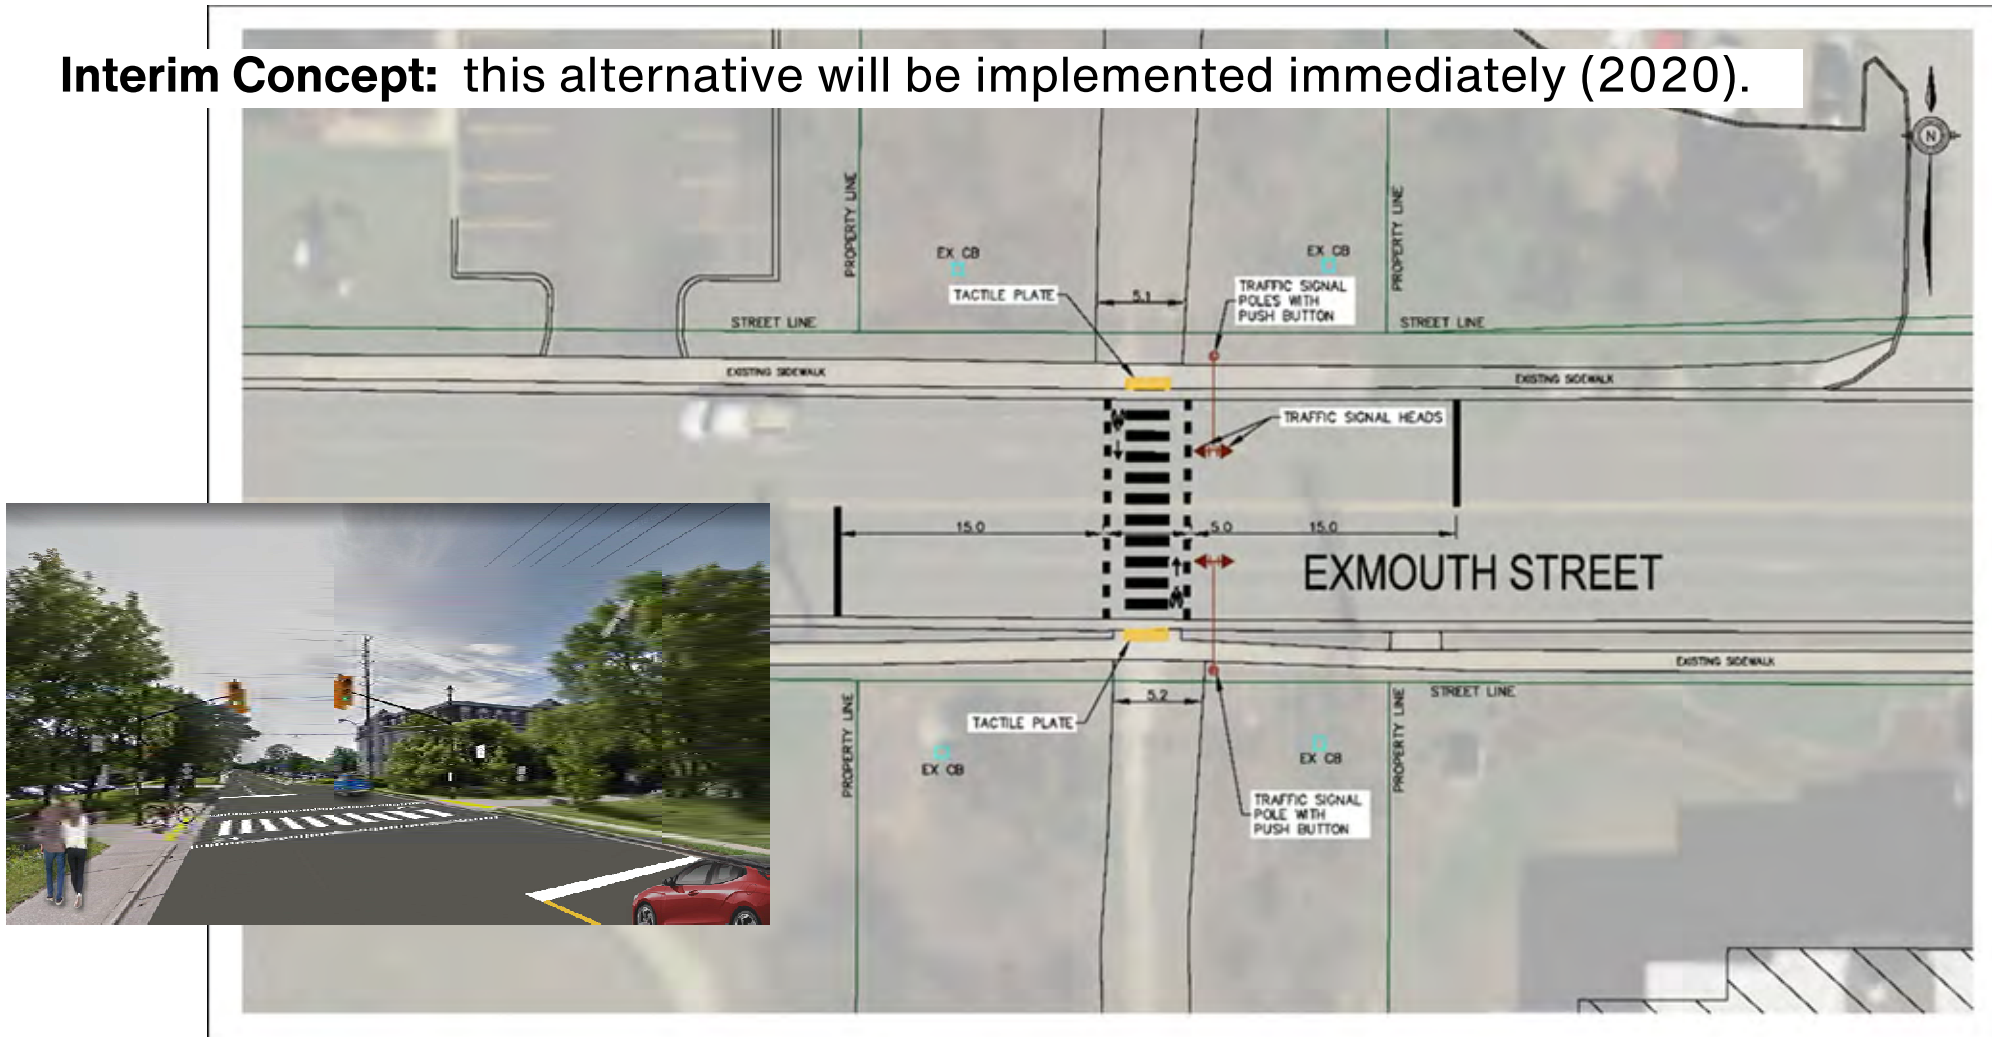 Interim Concept: this alternative will be implemented immediately (2020).
N
PROPERTY LINE
PROPERTY LINE
EX CB
EX CB
TACTILE PLATE
5.1
TRAFFIC SIGNAL
POLES WITH
PUSH BUTTON
STREET LINE
STREET LINE
EXISTING SIDEWALK
EXISTING SIDEWALK
TRAFFIC SIGNAL HEADS
15.0
5.0
15.0
EXMOUTH STREET
EXISTING SIDEWALK
PROPERTY LINE
5.2
PROPERTY LINE
STREET LINE
TACTILE PLATE
EX CB
EX CB
TRAFFIC SIGNAL
POLE WITH
PUSH BUTTON